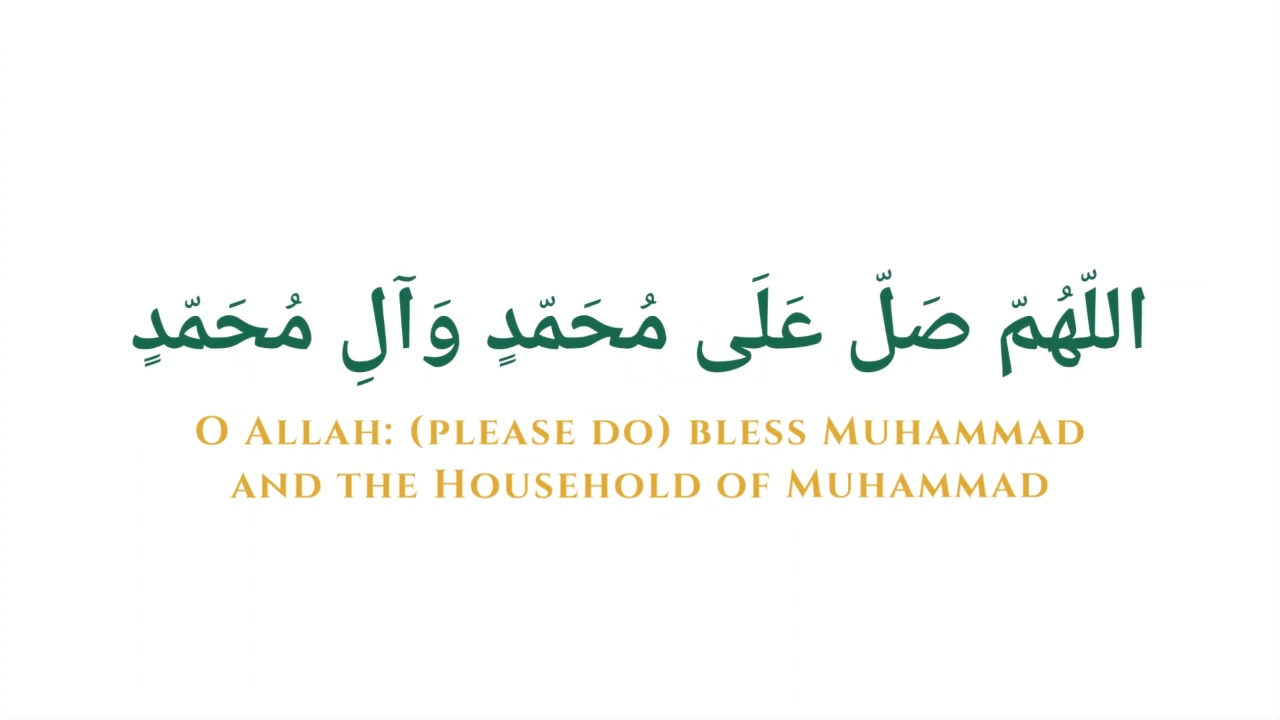 اللّهُمّ صَلّ عَلَى مُحَمّدٍ وَآلِ مُحَمّدٍ
O Allah: (please do) bless Muhammad
and the Household of Muhammad